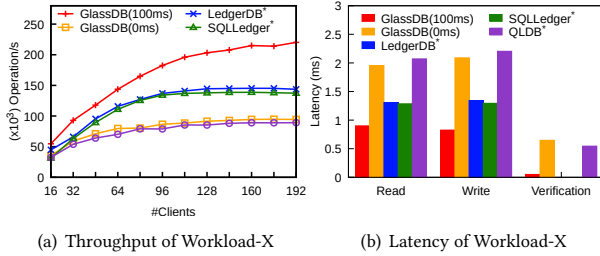 GlassDB(100ms)
GlassDB(0ms)
LedgerDB*
SQLLedger*
(x10³) Operation/s
250
200
150
100
50
0
16 32 64 96 128 160 192
#Clients
(a) Throughput of Workload-X
GlassDB(100ms)
GlassDB(0ms)
LedgerDB*
SQLLedger*
QLDB*
Latency (ms)
3
2.5
2
1.5
1
0.5
0
Read Write Verification
(b) Latency of Workload-X